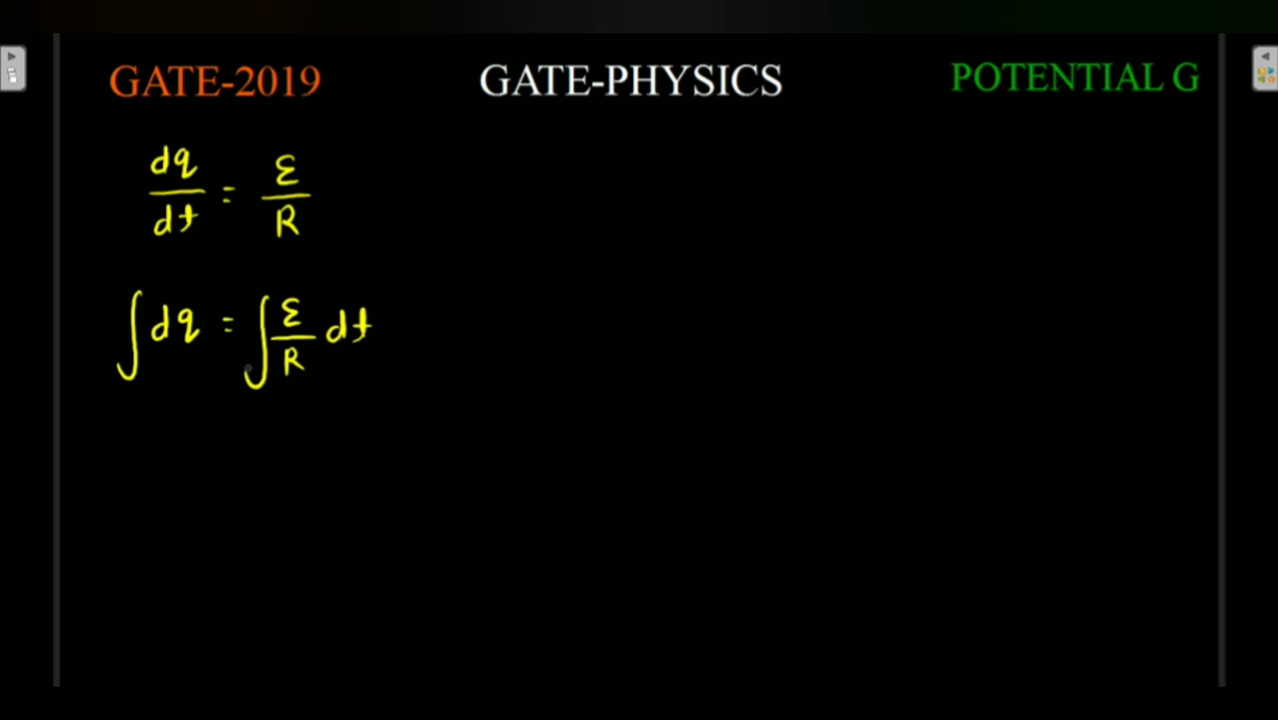 GATE-2019 GATE-PHYSICS POTENTIAL G
dq/dt = ε/R
∫dq = ∫ε/R dt